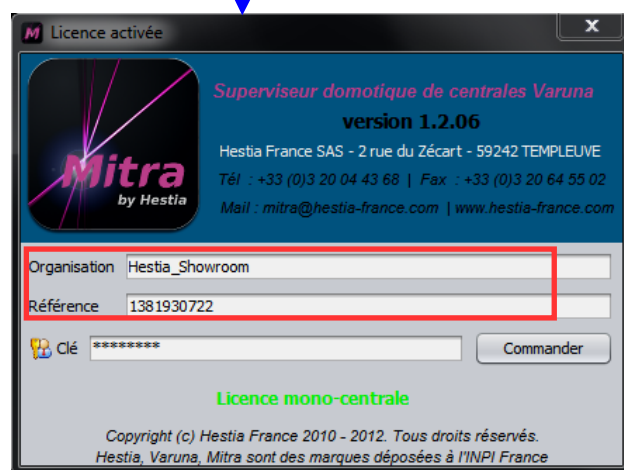 M Licence activée x
Superviseur domotique de centrales Varuna
version 1.2.06
Hestia France SAS - 2 rue du Zécart - 59242 TEMPLEUVE
Tél : +33 (0)3 20 04 43 68 | Fax : +33 (0)3 20 64 55 02
Mail : mitra@hestia-france.com | www.hestia-france.com
Mitra
by Hestia
Organisation Hestia_Showroom
Référence 1381930722
Clé ******** Commander
Licence mono-centrale
Copyright (c) Hestia France 2010 - 2012. Tous droits réservés.
Hestia, Varuna, Mitra sont des marques déposées à l'INPI France